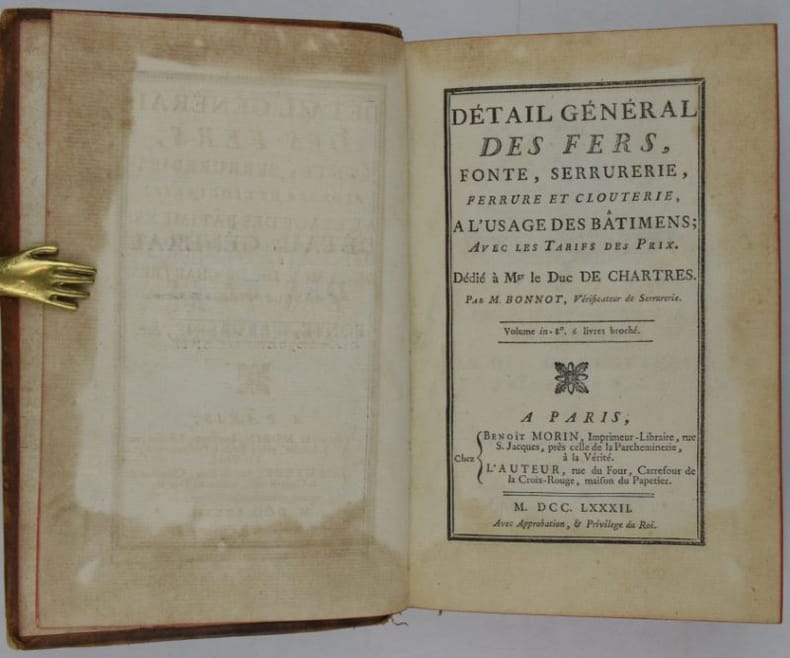 DÉTAIL GÉNÉRAL
DES FERS,
FONTE, SERRURERIE,
FERRURE ET CLOUTERIE,
A L'USAGE DES BÂTIMENS;
AVEC LES TARIFS DES PRIX.
Dédié à Mgr le Duc DE CHARTRES.
PAR M. BONNOT, Vérificateur de Serrurerie.
Volume in-8°. 6 livres broché.
A PARIS,
Chez
BENOÎT MORIN, Imprimeur-Libraire, rue
S. Jacques, près celle de la Parcheminerie,
à la Vérité.
L'AUTEUR, rue du Four, Carrefour de
la Croix-Rouge, maison du Papetier.
M. DCC. LXXXII.
Avec Approbation, & Privilege du Roi.